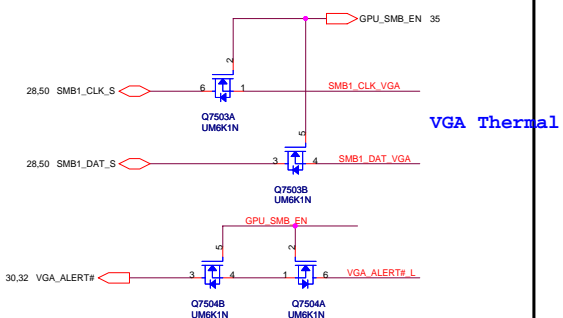 GPU_SMB_EN 35
2
28,50 SMB1_CLK_S
6
1
SMB1_CLK_VGA
Q7503A
UM6K1N
VGA Thermal
5
28,50 SMB1_DAT_S
3
4
SMB1_DAT_VGA
Q7503B
UM6K1N
GPU_SMB_EN
5
2
30,32 VGA_ALERT#
3
4
1
6
VGA_ALERT#_L
Q7504B
UM6K1N
Q7504A
UM6K1N